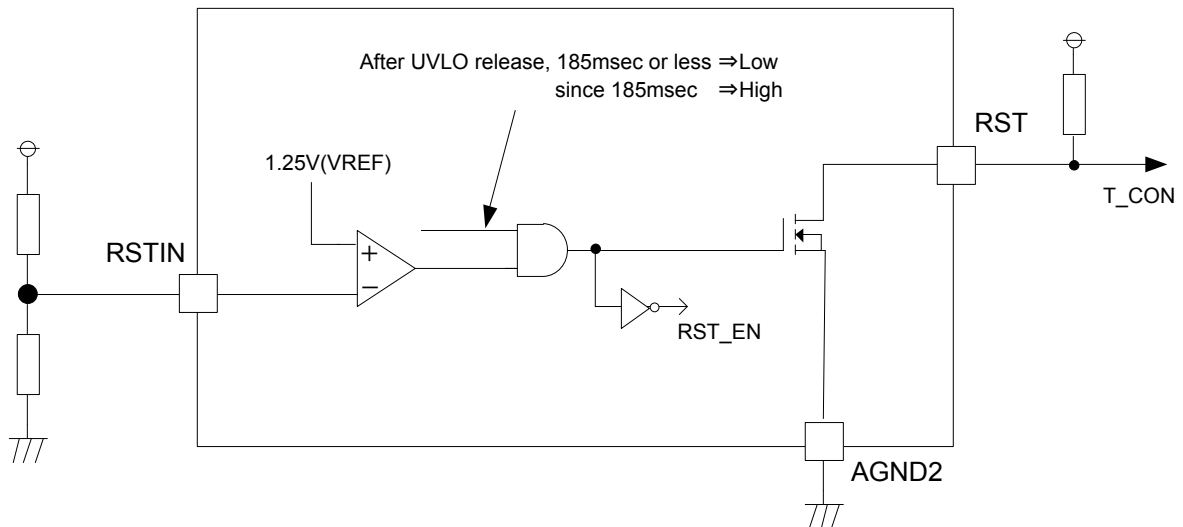 After UVLO release, 185msec or less ⇒Low
since 185msec ⇒High
RST
1.25V(VREF)
T_CON
RSTIN
+
−
RST_EN
AGND2